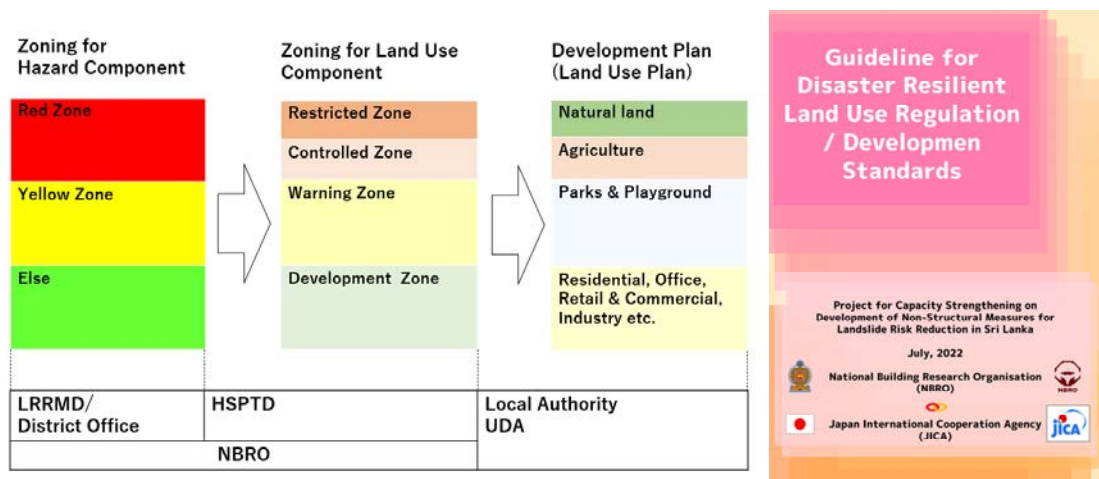 Zoning for
Hazard Component
Zoning for Land Use
Component
Development Plan
(Land Use Plan)
Red Zone
Yellow Zone
Else
Restricted Zone
Controlled Zone
Warning Zone
Development Zone
Natural land
Agriculture
Parks & Playground
Residential, Office,
Retail & Commercial,
Industry etc.
LRRMD/
District Office
HSPTD
Local Authority
UDA
NBRO
Guideline for
Disaster Resilient
Land Use Regulation
/ Developmen
Standards
Project for Capacity Strengthening on
Development of Non-Structural Measures for
Landslide Risk Reduction in Sri Lanka
July, 2022
National Building Research Organisation
(NBRO)
NBRO
Japan International Cooperation Agency
(JICA)
jICA